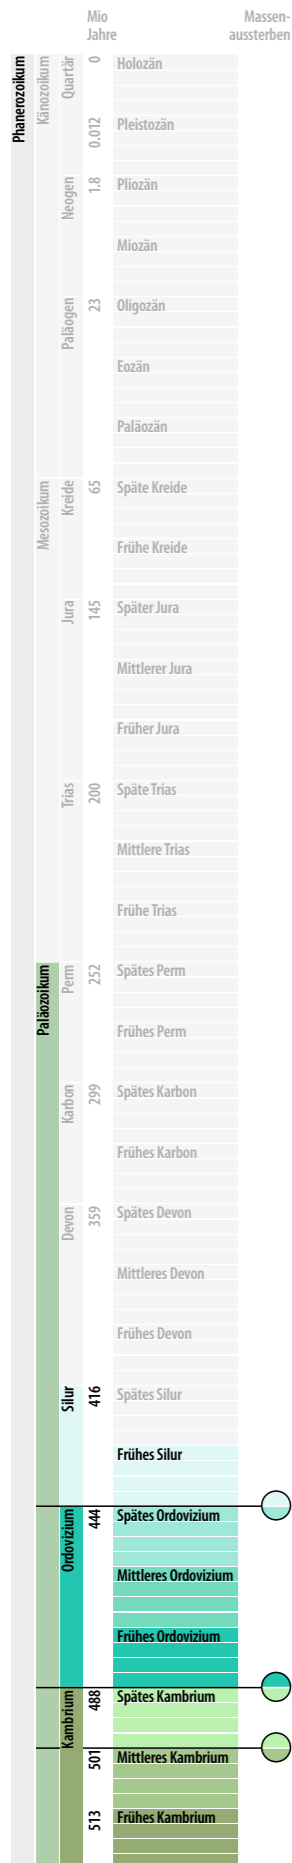 Mio
Jahre
Massen-
aussterben
Phanerozoikum
Känozoikum
Quartär
0
Holozän
0.012
Pleistozän
Neogen
1.8
Pliozän
Miozän
Paläogen
23
Oligozän
Eozän
Paläozän
Mesozoikum
Kreide
65
Späte Kreide
Frühe Kreide
Jura
145
Später Jura
Mittlerer Jura
Früher Jura
Trias
200
Späte Trias
Mittlere Trias
Frühe Trias
Paläozoikum
Perm
252
Spätes Perm
Frühes Perm
Karbon
299
Spätes Karbon
Frühes Karbon
Devon
359
Spätes Devon
Mittleres Devon
Frühes Devon
Silur
416
Spätes Silur
Frühes Silur
Ordovizium
444
Spätes Ordovizium
Mittleres Ordovizium
Frühes Ordovizium
Kambrium
488
Spätes Kambrium
501
Mittleres Kambrium
513
Frühes Kambrium